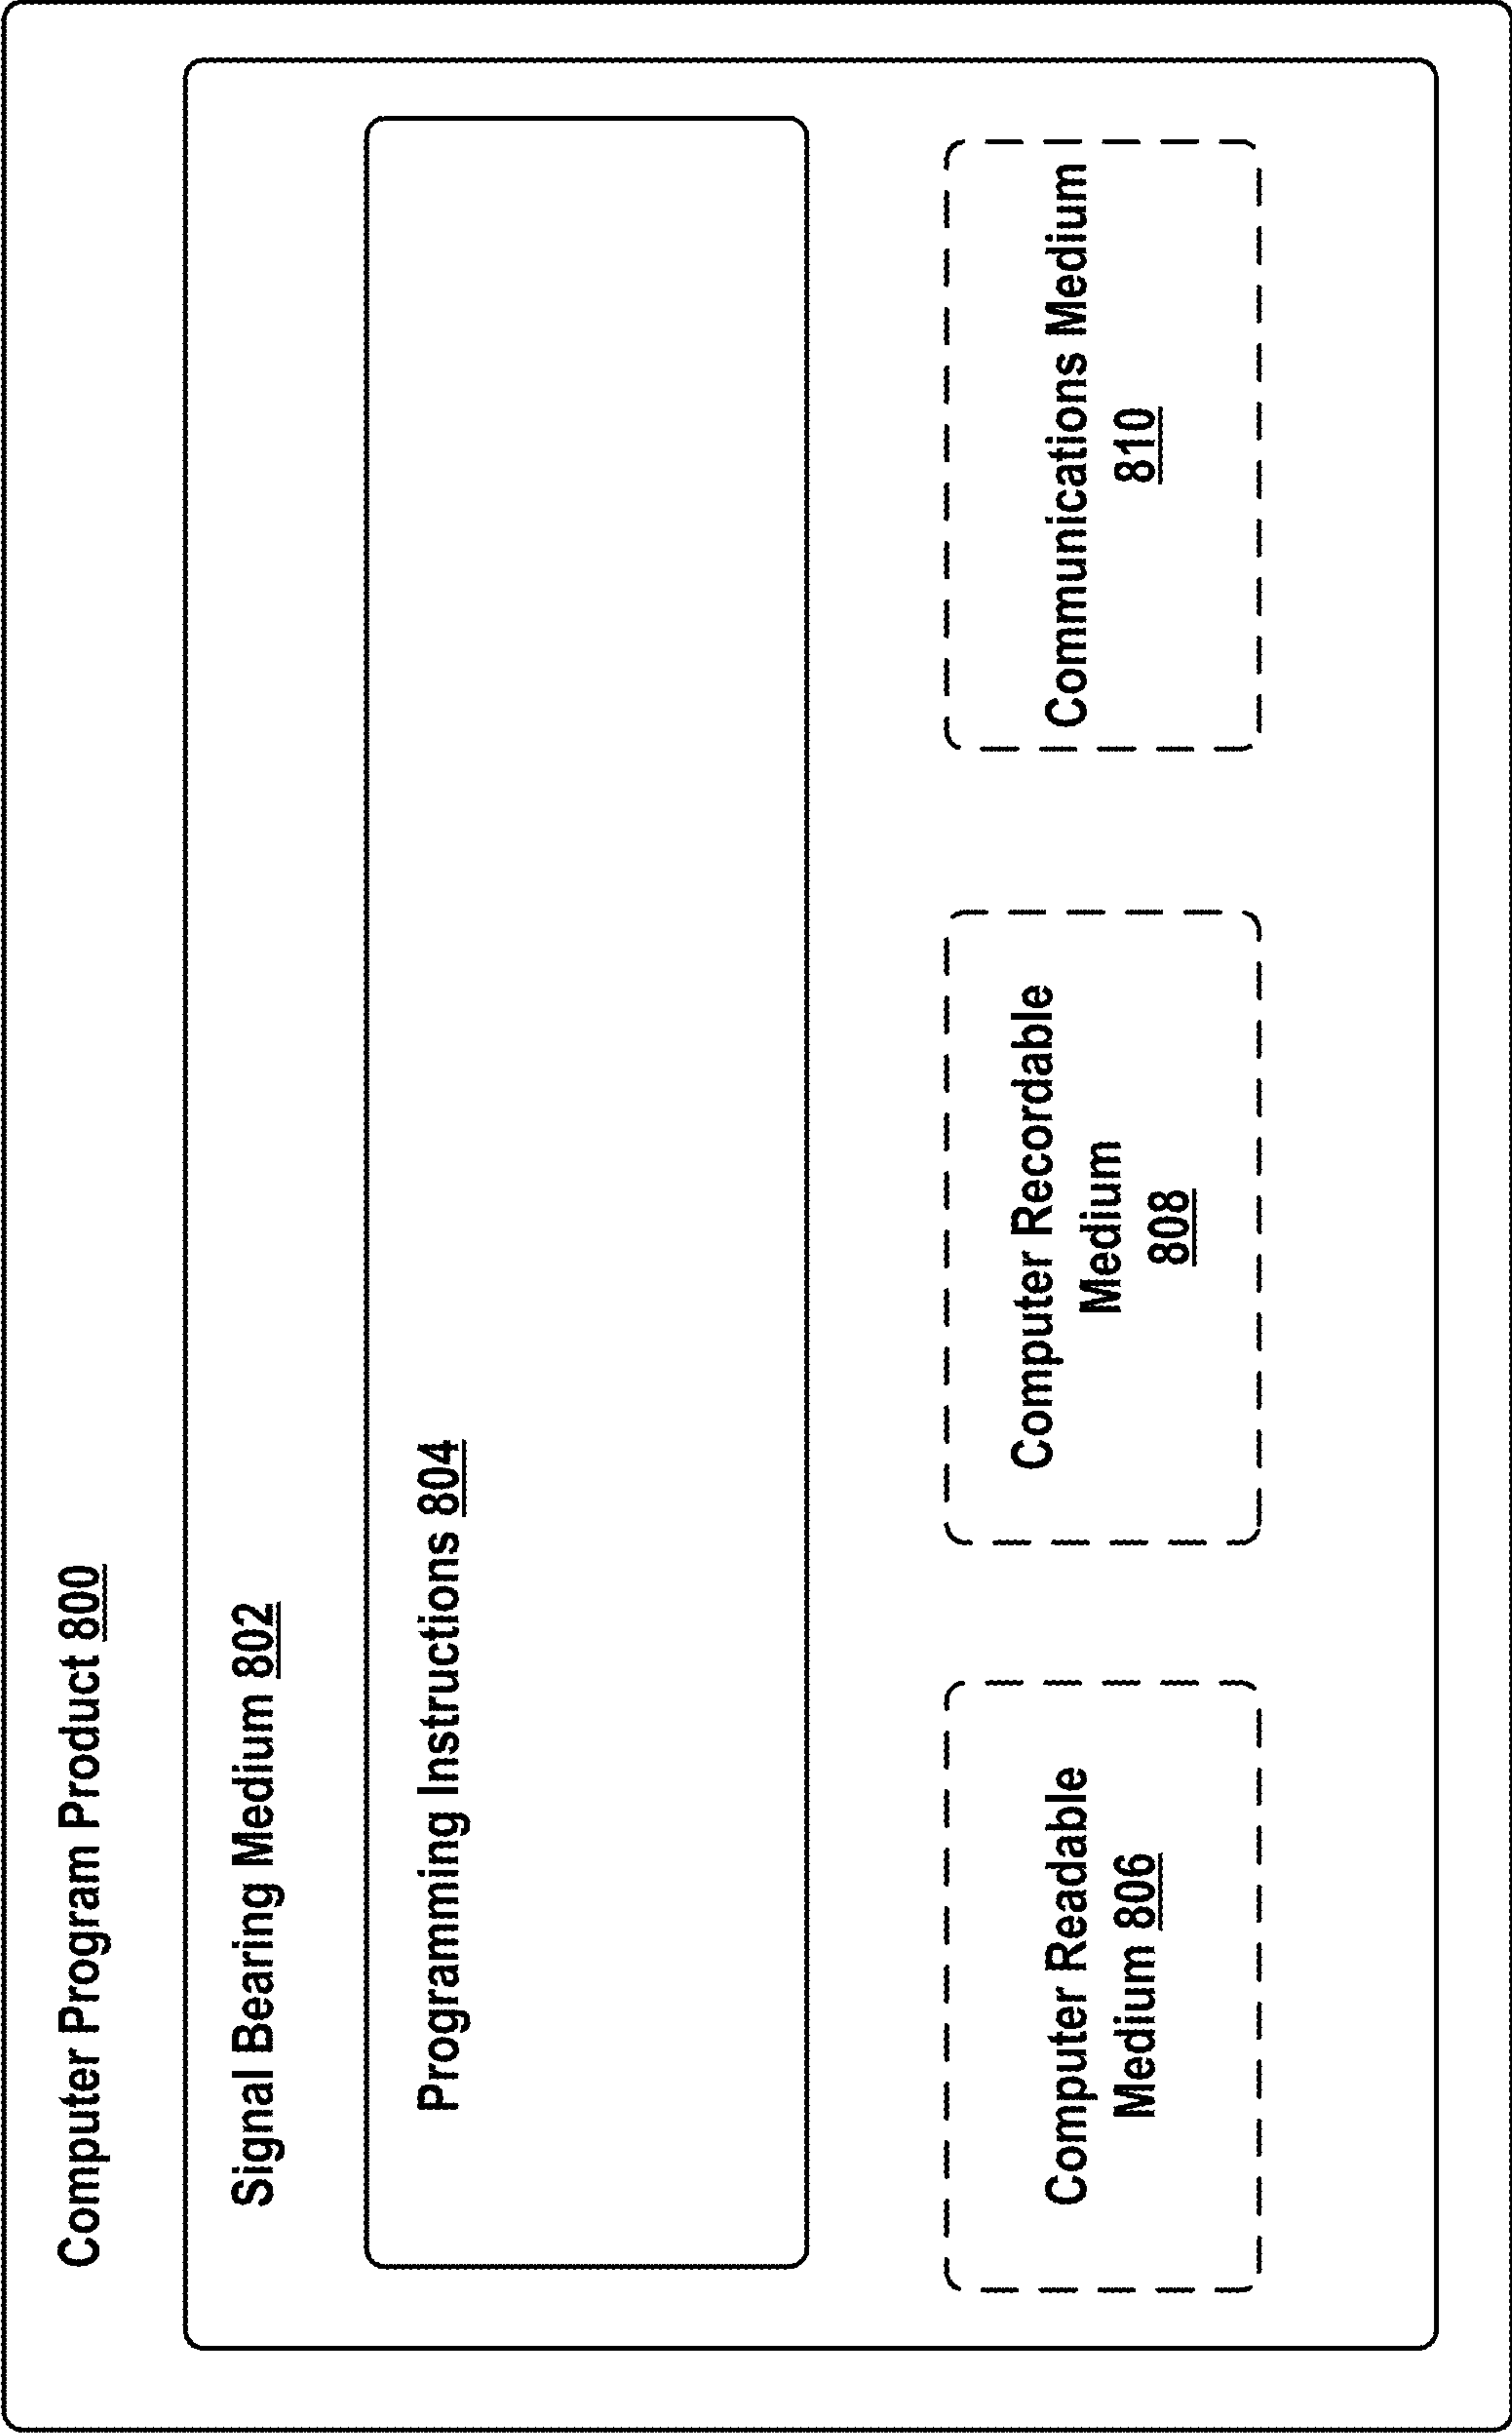 Computer Program Product 800
Signal Bearing Medium 802
Programming Instructions 804
Computer Readable
Medium 806
Computer Recordable
Medium
808
Communications Medium
810